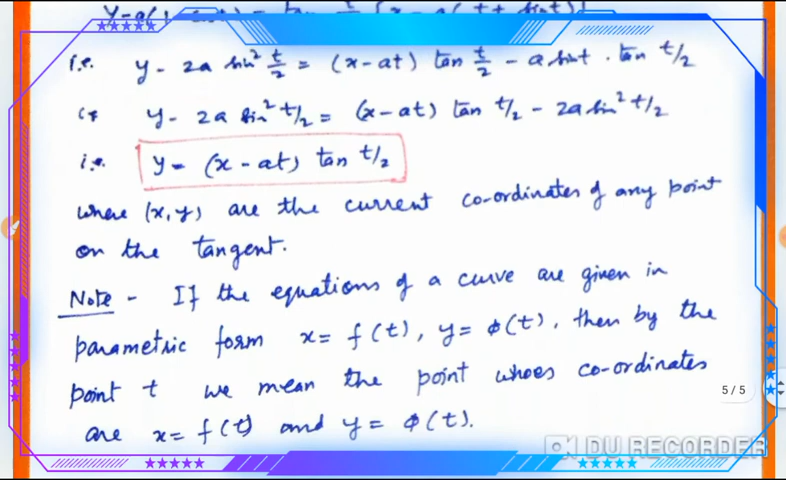 i.e. y - 2a sin² t/2 = (x-at) tan t/2 - a sint . tan t/2
y - 2a sin² t/2 = (x-at) tan t/2 - 2a sin² t/2
i.e. y = (x - at) tan t/2
where (x, y) are the current co-ordinates of any point
on the tangent.
Note - If the equations of a curve are given in
parametric form x = f(t), y = φ(t), then by the
point t we mean the point whoes co-ordinates
are x = f(t) and y = φ(t).
5 / 5
DU RECORDER